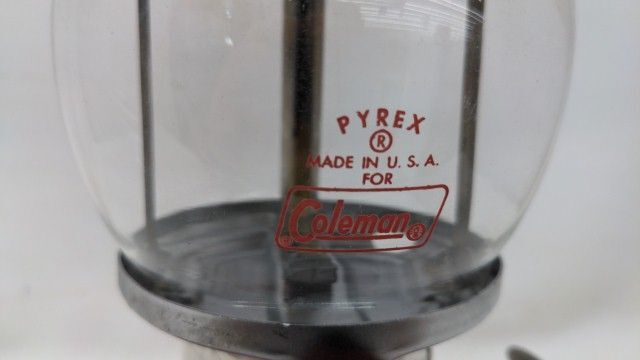 PYREX
®
MADE IN U. S. A.
FOR
® Coleman ®